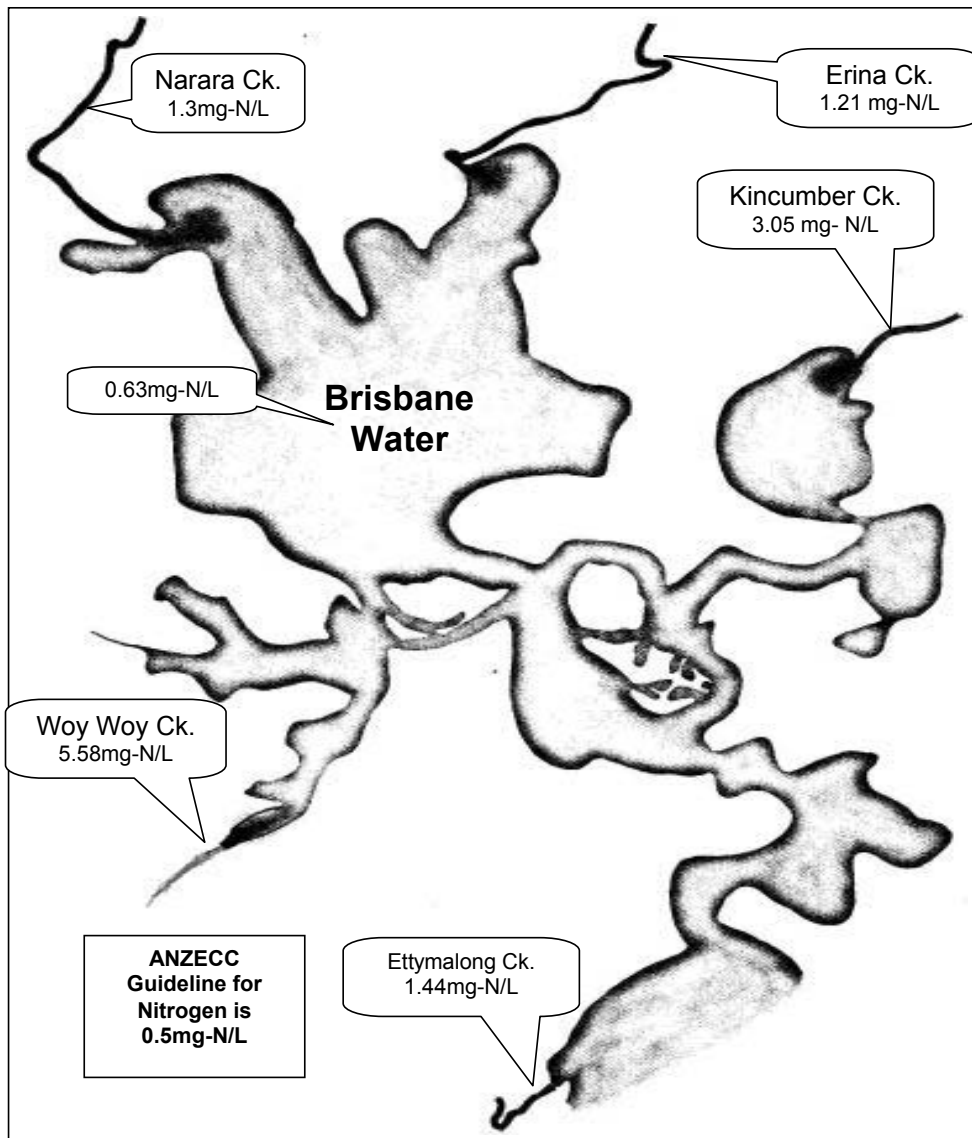 Narara Ck.
1.3mg-N/L
Erina Ck.
1.21 mg-N/L
Kincumber Ck.
3.05 mg- N/L
0.63mg-N/L
Brisbane
Water
Woy Woy Ck.
5.58mg-N/L
ANZECC
Guideline for
Nitrogen is
0.5mg-N/L
Ettymalong Ck.
1.44mg-N/L